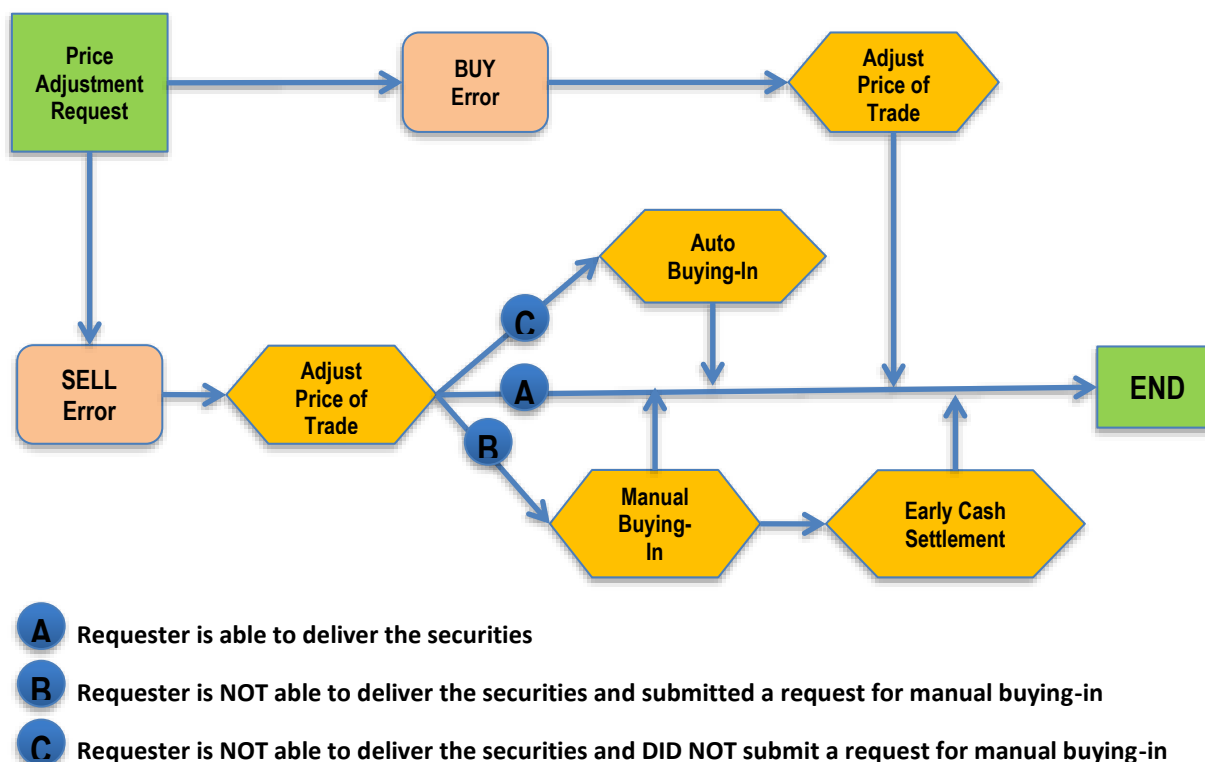 Price
Adjustment
Request
BUY
Error
Adjust
Price of
Trade
Auto
Buying-In
C
SELL
Error
Adjust
Price of
Trade
A
END
B
Manual
Buying-
In
Early Cash
Settlement
A Requester is able to deliver the securities
B Requester is NOT able to deliver the securities and submitted a request for manual buying-in
C Requester is NOT able to deliver the securities and DID NOT submit a request for manual buying-in